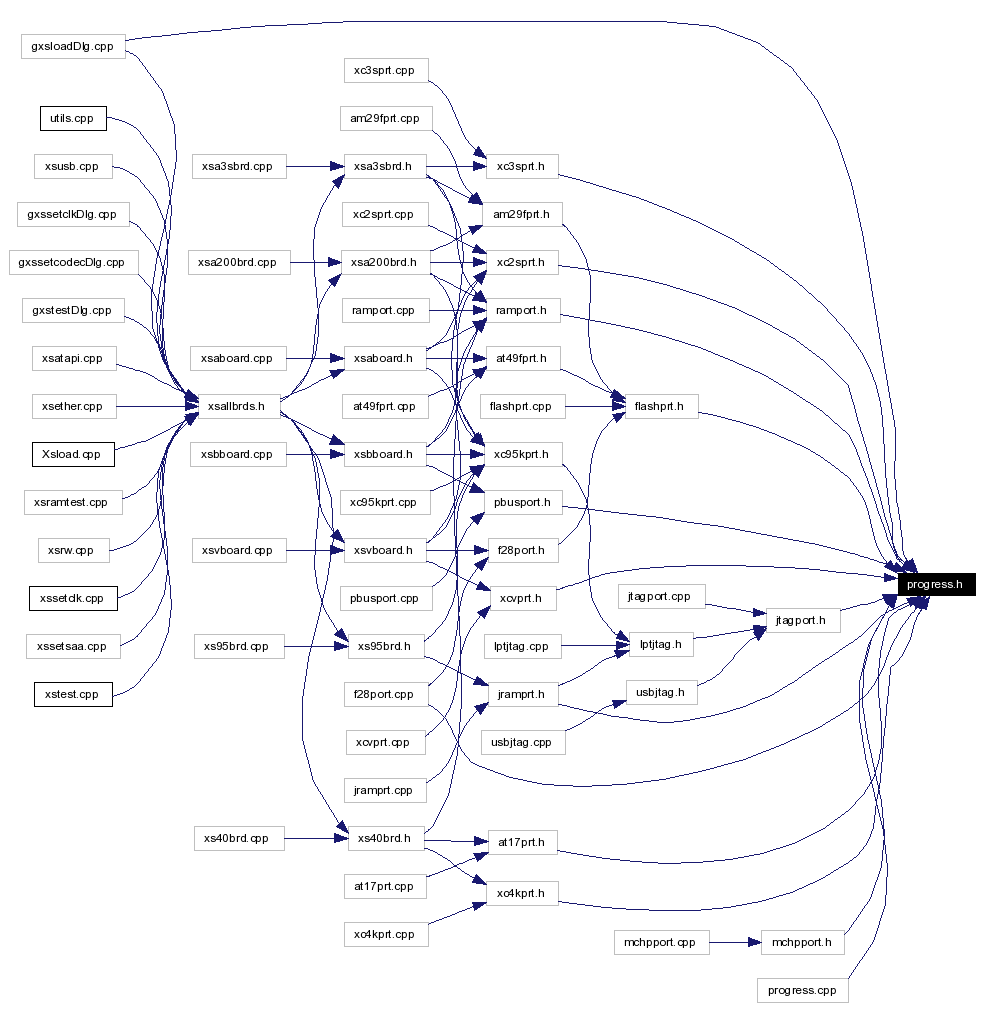 gxsloadDlg.cpp
utils.cpp
xsusb.cpp
gxssetclkDlg.cpp
gxssetcodecDlg.cpp
gxstestDlg.cpp
xsatapi.cpp
xsether.cpp
Xsload.cpp
xsramtest.cpp
xsrw.cpp
xssetclk.cpp
xssetsaa.cpp
xstest.cpp
xsa3sbrd.cpp
xsa200brd.cpp
xsaboard.cpp
xsallbrds.h
xsbboard.cpp
xsvboard.cpp
xs95brd.cpp
xs40brd.cpp
xc3sprt.cpp
am29fprt.cpp
xsa3sbrd.h
xc2sprt.cpp
xsa200brd.h
ramport.cpp
xsaboard.h
at49fprt.cpp
xsbboard.h
xc95kprt.cpp
xsvboard.h
pbusport.cpp
xs95brd.h
f28port.cpp
xcvprt.cpp
jramprt.cpp
xs40brd.h
at17prt.cpp
xc4kprt.cpp
xc3sprt.h
am29fprt.h
xc2sprt.h
ramport.h
at49fprt.h
flashprt.cpp
xc95kprt.h
pbusport.h
f28port.h
xcvprt.h
lptjtag.cpp
jramprt.h
usbjtag.cpp
at17prt.h
xc4kprt.h
flashprt.h
jtagport.cpp
lptjtag.h
usbjtag.h
mchpport.cpp
jtagport.h
mchpport.h
progress.cpp
progress.h